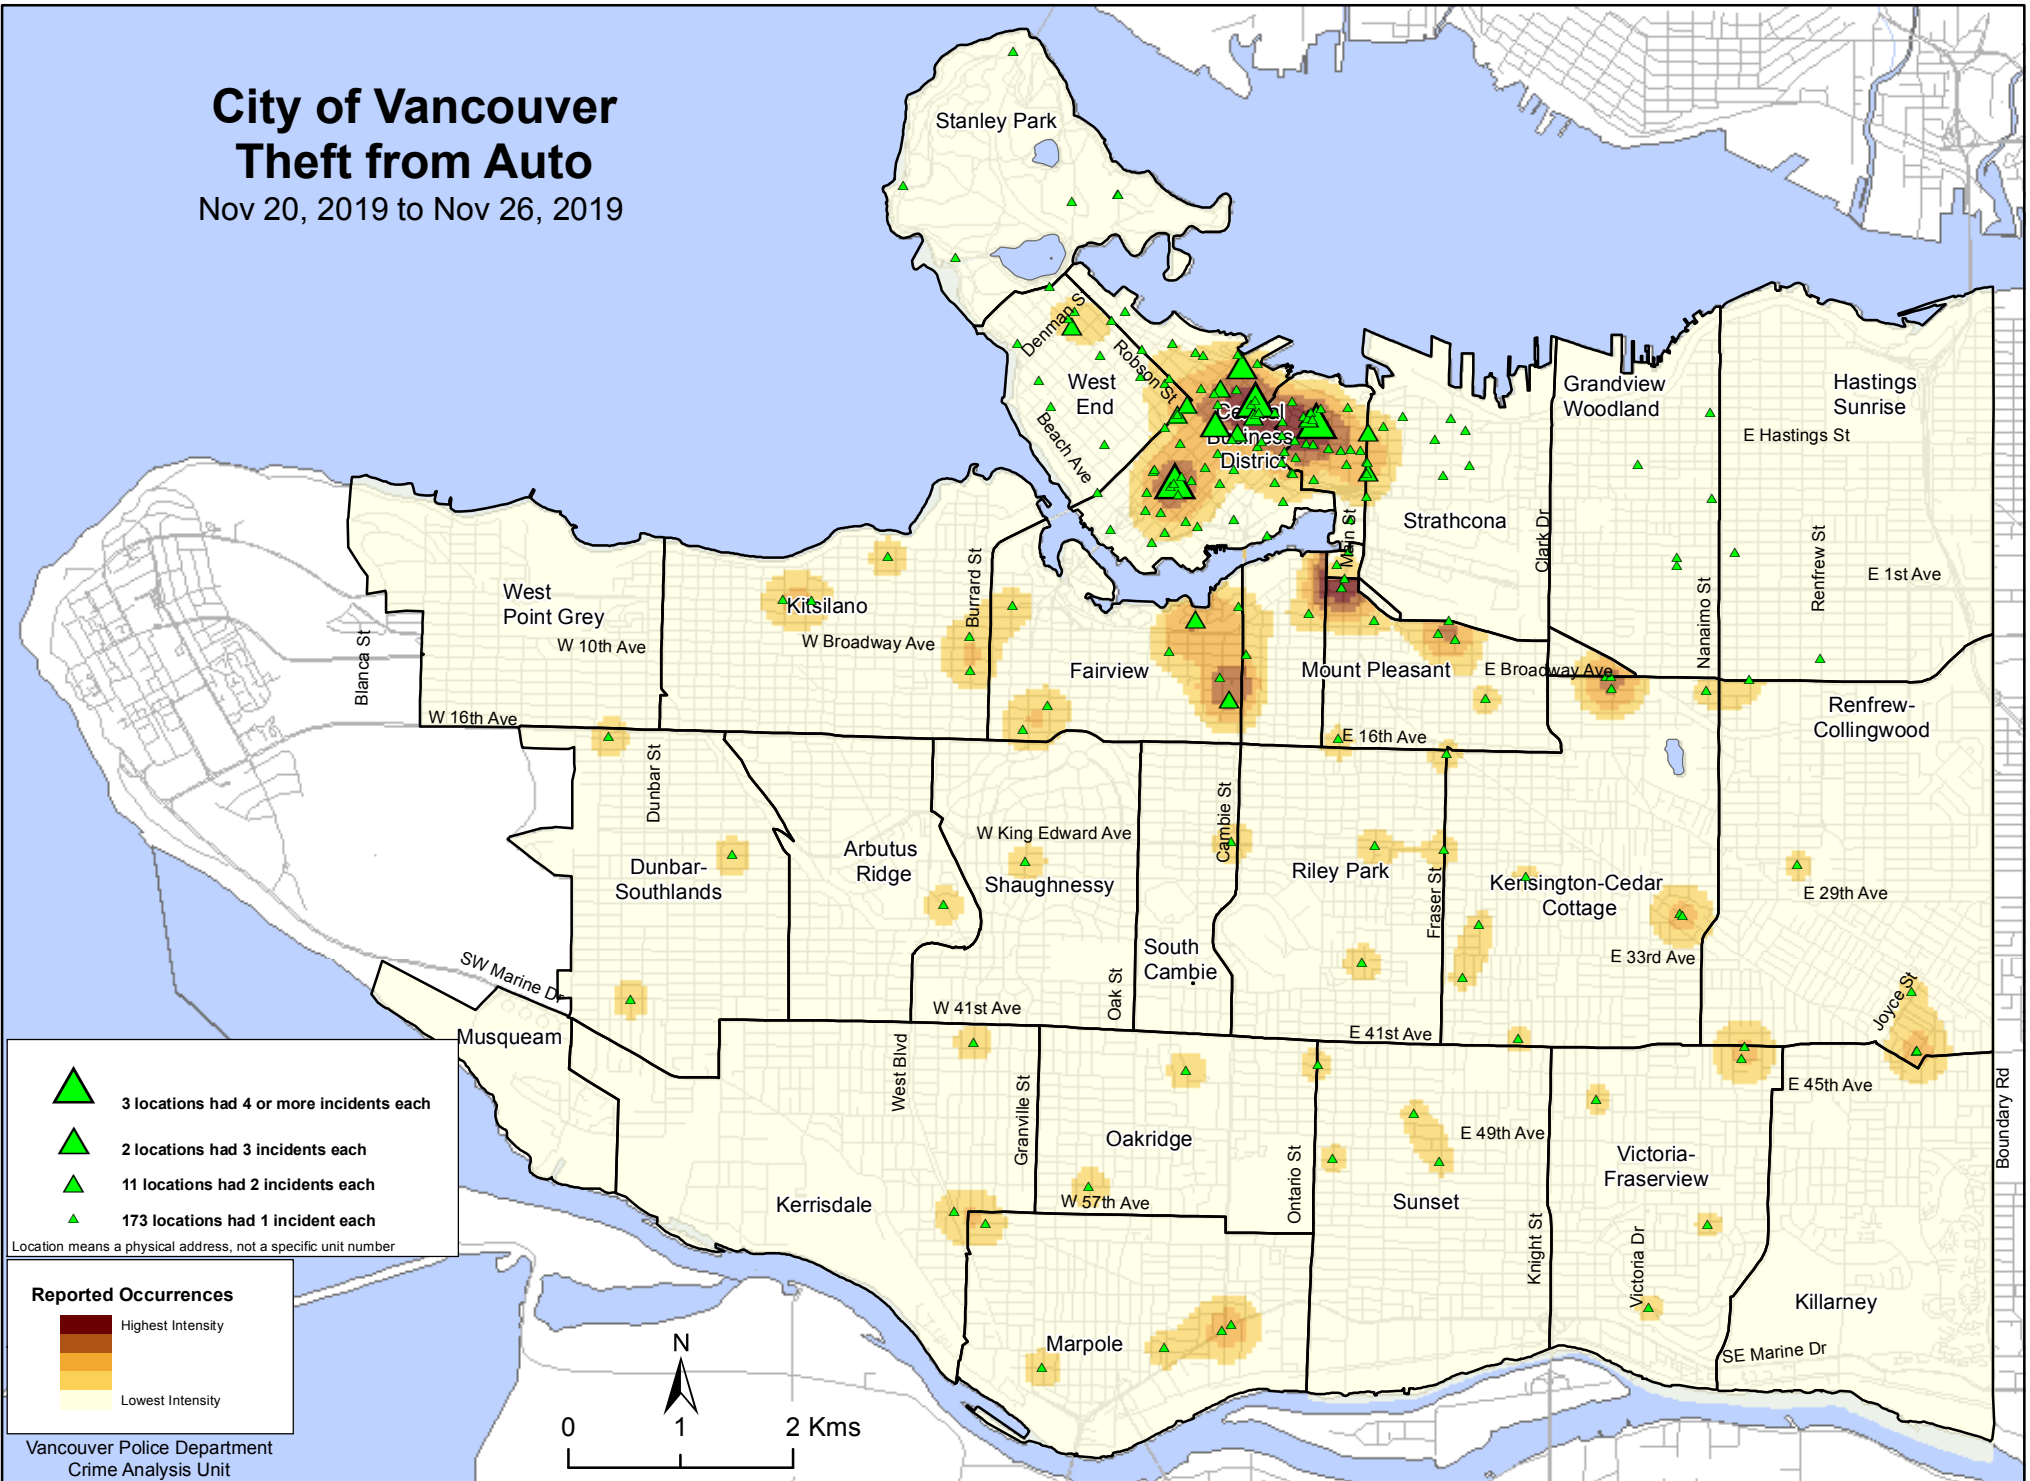 City of Vancouver
Theft from Auto
Nov 20, 2019 to Nov 26, 2019
Stanley Park
Denman S
Robson St
West
End
Beach Ave
Central
Business
District
Grandview
Woodland
Hastings
Sunrise
E Hastings St
Strathcona
Main St
Clark Dr
E 1st Ave
Renfrew St
Nanaimo St
West
Point Grey
Kitsilano
Burrard St
W Broadway Ave
W 10th Ave
Blanca St
Fairview
Mount Pleasant
E Broadway Ave
W 16th Ave
E 16th Ave
Renfrew-
Collingwood
Dunbar St
Cambie St
W King Edward Ave
Arbutus
Ridge
Dunbar-
Southlands
Shaughnessy
Riley Park
Fraser St
Kensington-Cedar
Cottage
E 29th Ave
South
Cambie
E 33rd Ave
SW Marine Dr
Oak St
W 41st Ave
E 41st Ave
Joyce St
Musqueam
West Blvd
Granville St
E 45th Ave
Boundary Rd
Oakridge
E 49th Ave
Ontario St
Victoria-
Fraserview
Kerrisdale
W 57th Ave
Sunset
Knight St
Victoria Dr
Killarney
Marpole
SE Marine Dr
3 locations had 4 or more incidents each
2 locations had 3 incidents each
11 locations had 2 incidents each
173 locations had 1 incident each
Location means a physical address, not a specific unit number
Reported Occurrences
Highest Intensity
Lowest Intensity
N
0 1 2 Kms
Vancouver Police Department
Crime Analysis Unit